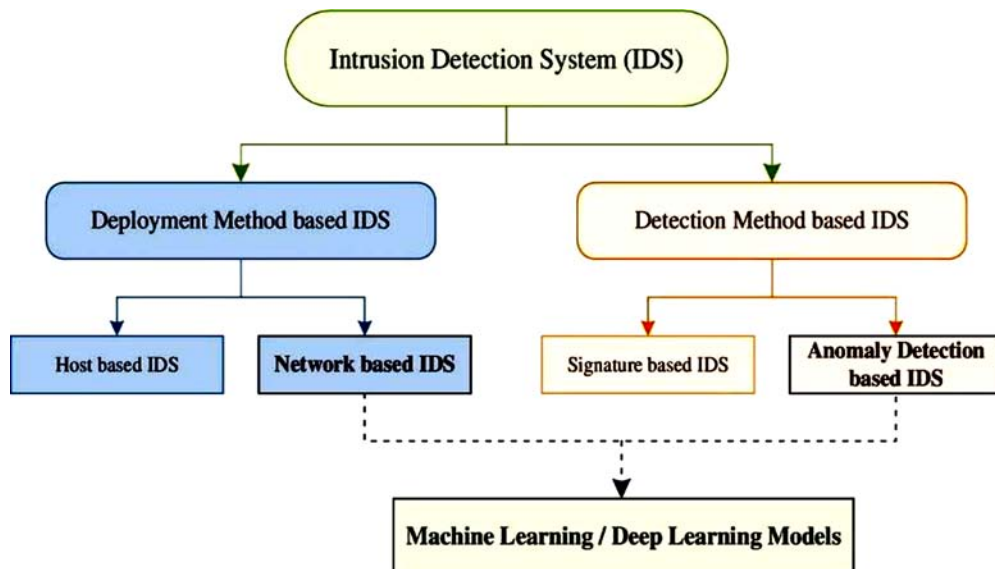 Intrusion Detection System (IDS)
Deployment Method based IDS
Detection Method based IDS
Host based IDS
Network based IDS
Signature based IDS
Anomaly Detection
based IDS
Machine Learning / Deep Learning Models